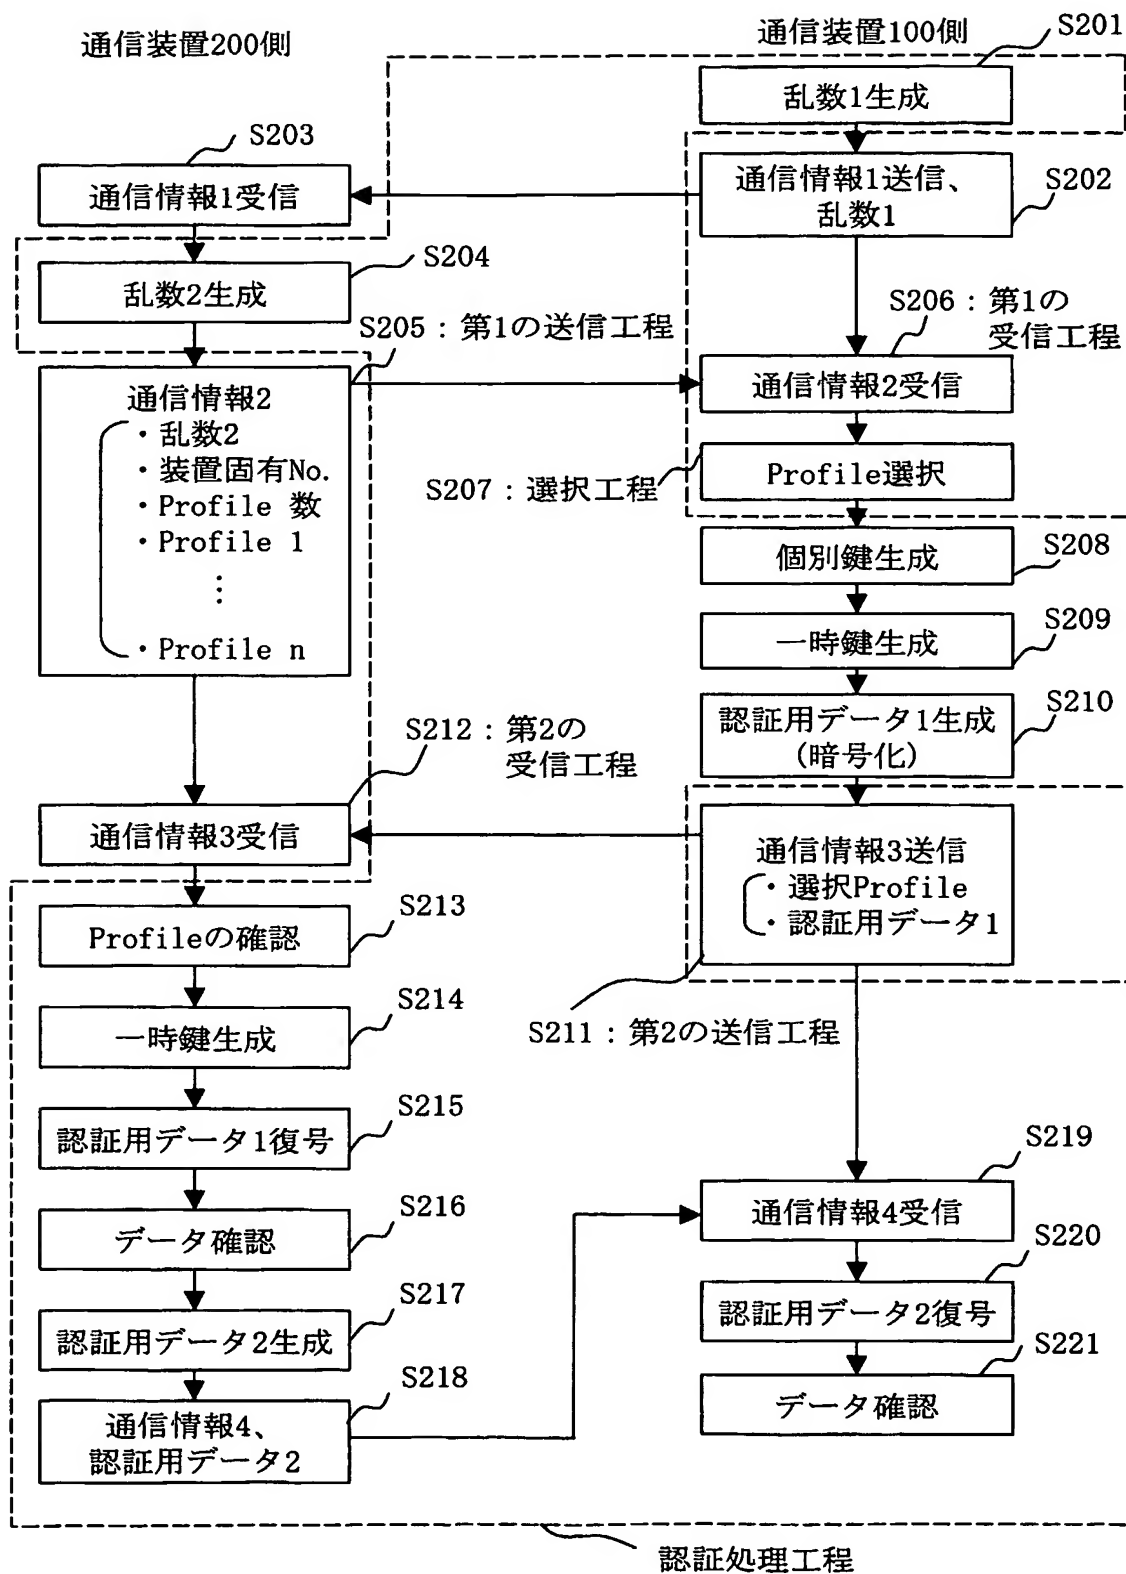 通信装置200側
通信装置100側
S201
乱数1生成
S203
通信情報1受信
通信情報1送信、
乱数1
S202
S204
乱数2生成
S205：第1の送信工程
S206：第1の
受信工程
通信情報2
・乱数2
・装置固有No.
・Profile 数
・Profile 1
⋮
・Profile n
通信情報2受信
S207：選択工程
Profile選択
個別鍵生成
S208
一時鍵生成
S209
認証用データ1生成
(暗号化)
S210
S212：第2の
受信工程
通信情報3受信
通信情報3送信
・選択Profile
・認証用データ1
S211：第2の送信工程
S213
Profileの確認
S214
一時鍵生成
S215
認証用データ1復号
S216
データ確認
S217
認証用データ2生成
S218
通信情報4、
認証用データ2
S219
通信情報4受信
S220
認証用データ2復号
S221
データ確認
認証処理工程